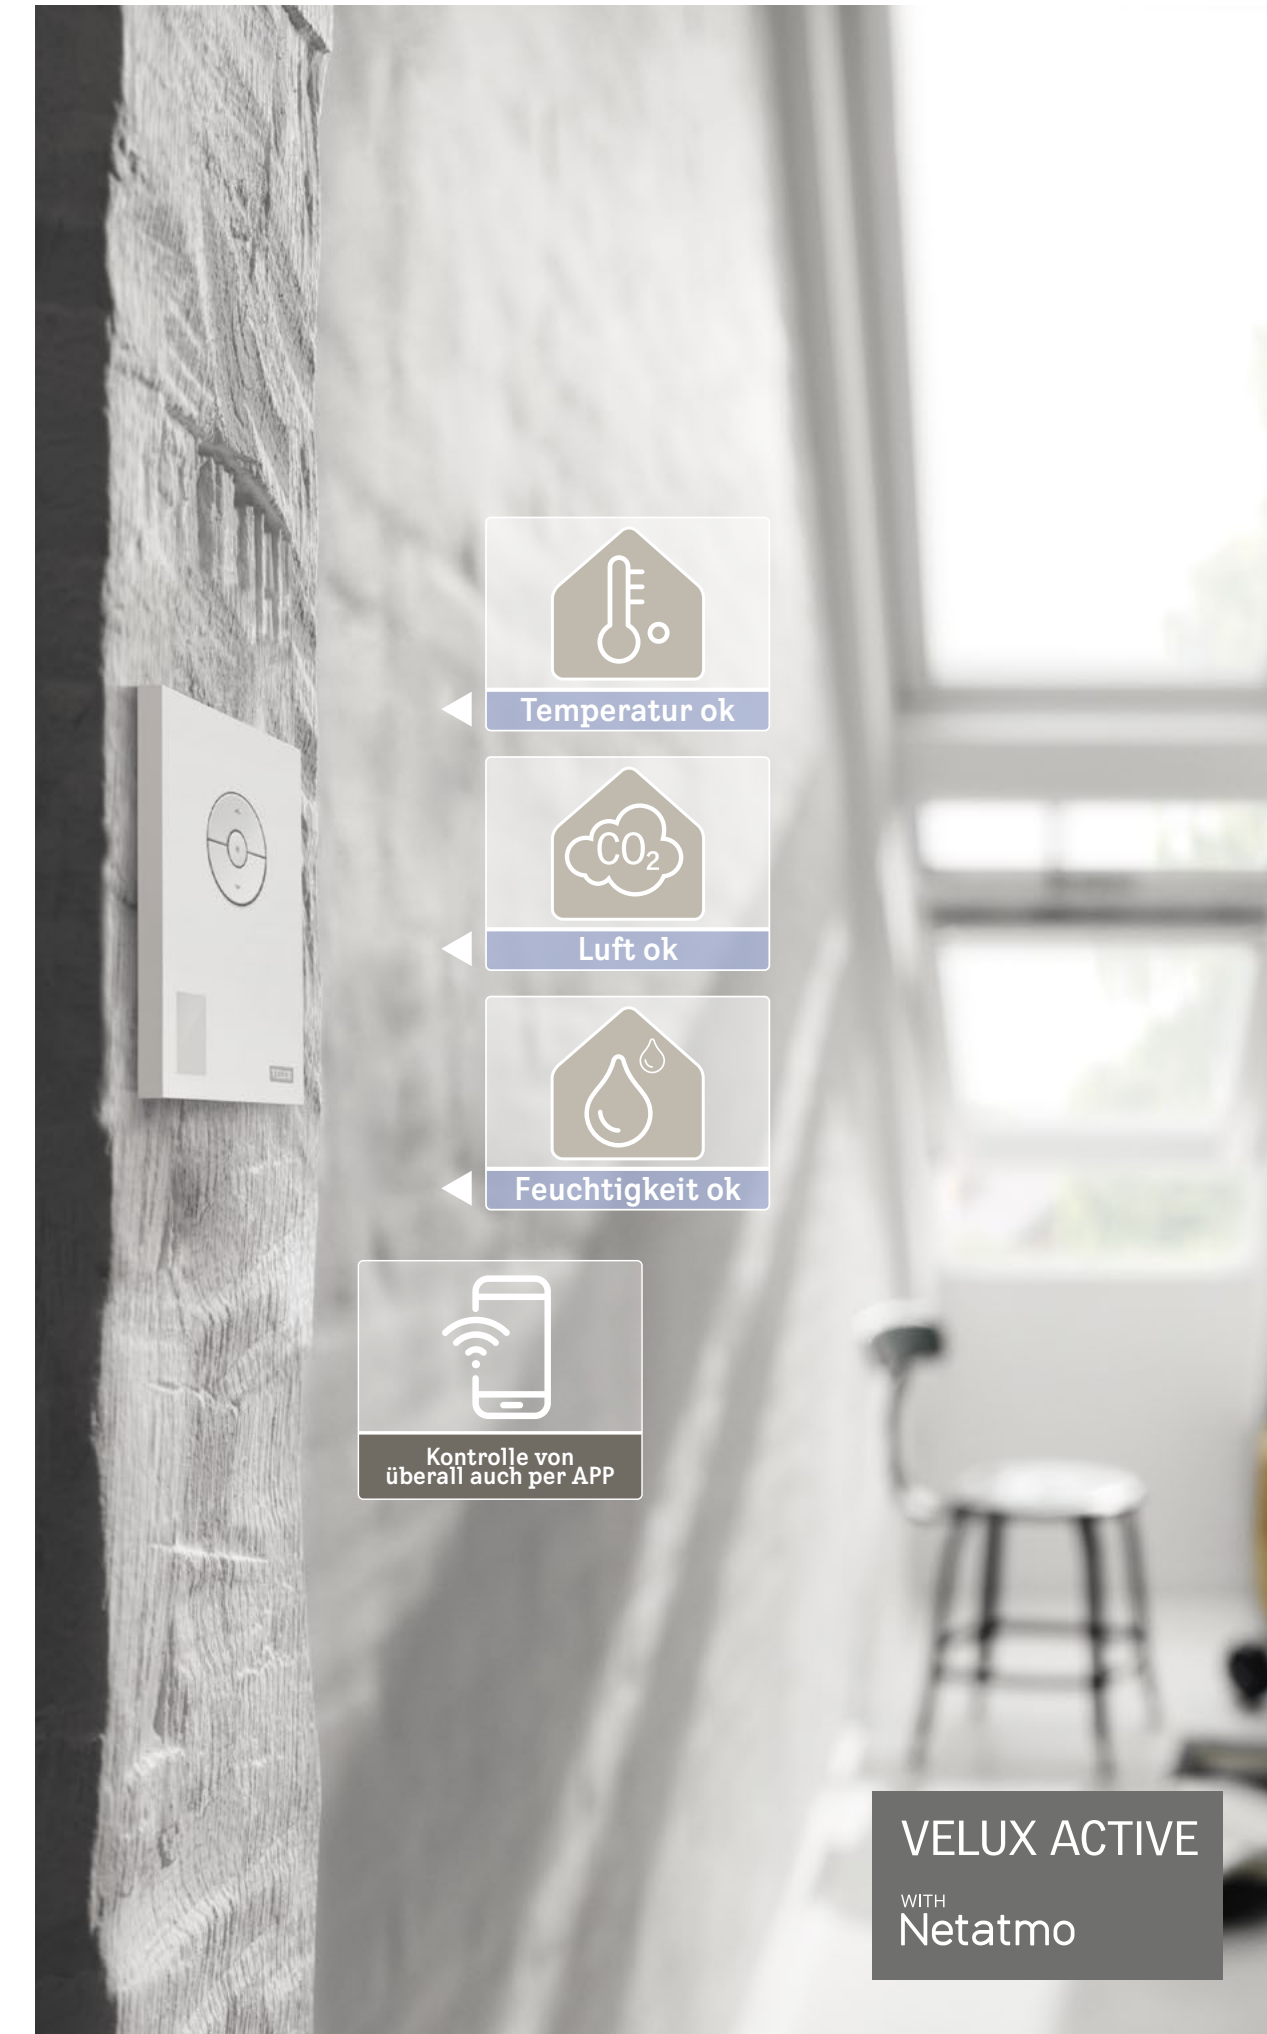 Temperatur ok
CO₂
Luft ok
Feuchtigkeit ok
Kontrolle von
überall auch per APP
VELUX ACTIVE
WITH
Netatmo